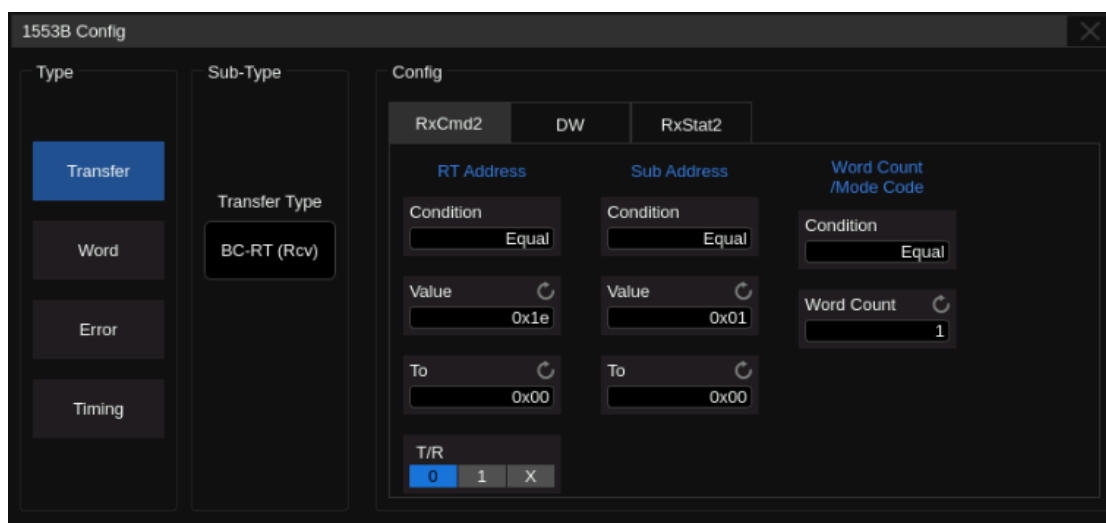 1553B Config
Type
Transfer
Word
Error
Timing
Sub-Type
Transfer Type
BC-RT (Rcv)
Config
RxCmd2 DW RxStat2
RT Address
Condition
Equal
Value
0x1e
To
0x00
T/R
0 1 X
Sub Address
Condition
Equal
Value
0x01
To
0x00
Word Count
/Mode Code
Condition
Equal
Word Count
1